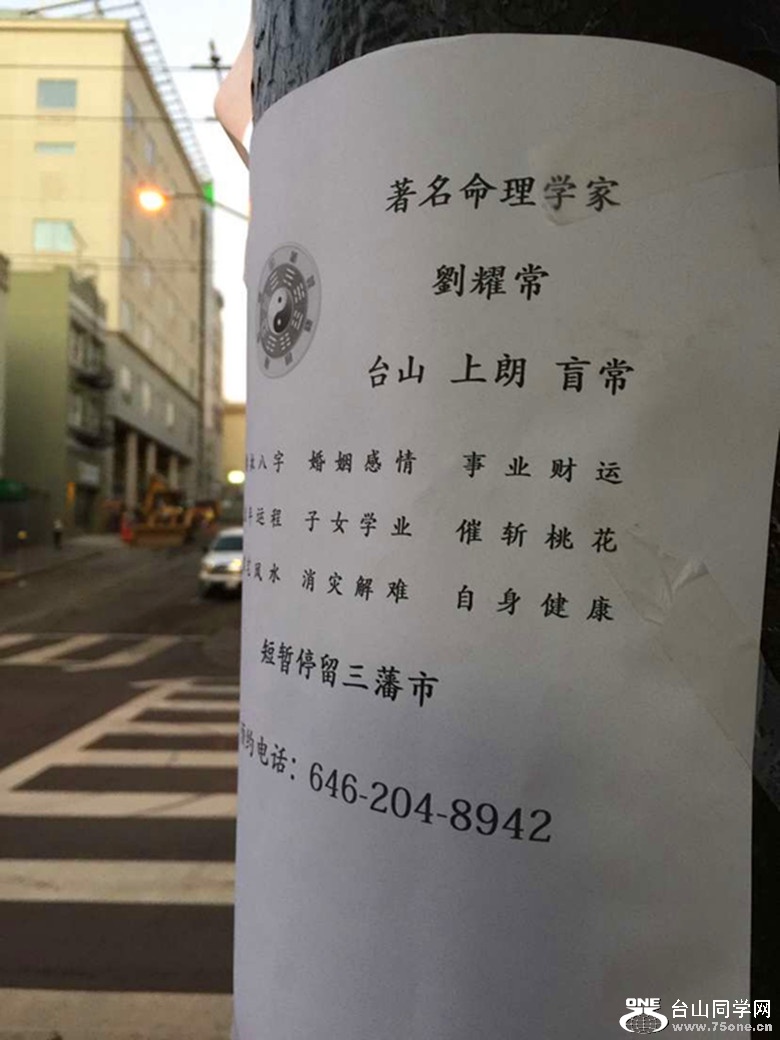 著名命理学家
劉耀常
台山 上朗 盲常
八字 婚姻感情 事业财运
运程 子女学业 催斩桃花
风水 消灾解难 自身健康
短暂停留三藩市
预约电话：646-204-8942
ONE 台山同学网
www.75one.cn